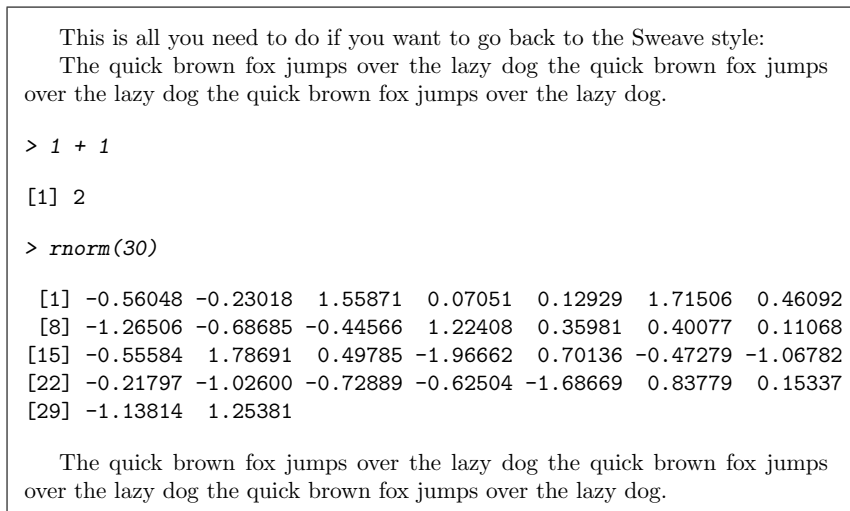 This is all you need to do if you want to go back to the Sweave style:
The quick brown fox jumps over the lazy dog the quick brown fox jumps
over the lazy dog the quick brown fox jumps over the lazy dog.
> 1 + 1
[1] 2
> rnorm(30)
[1] -0.56048 -0.23018 1.55871 0.07051 0.12929 1.71506 0.46092
[8] -1.26506 -0.68685 -0.44566 1.22408 0.35981 0.40077 0.11068
[15] -0.55584 1.78691 0.49785 -1.96662 0.70136 -0.47279 -1.06782
[22] -0.21797 -1.02600 -0.72889 -0.62504 -1.68669 0.83779 0.15337
[29] -1.13814 1.25381
The quick brown fox jumps over the lazy dog the quick brown fox jumps
over the lazy dog the quick brown fox jumps over the lazy dog.